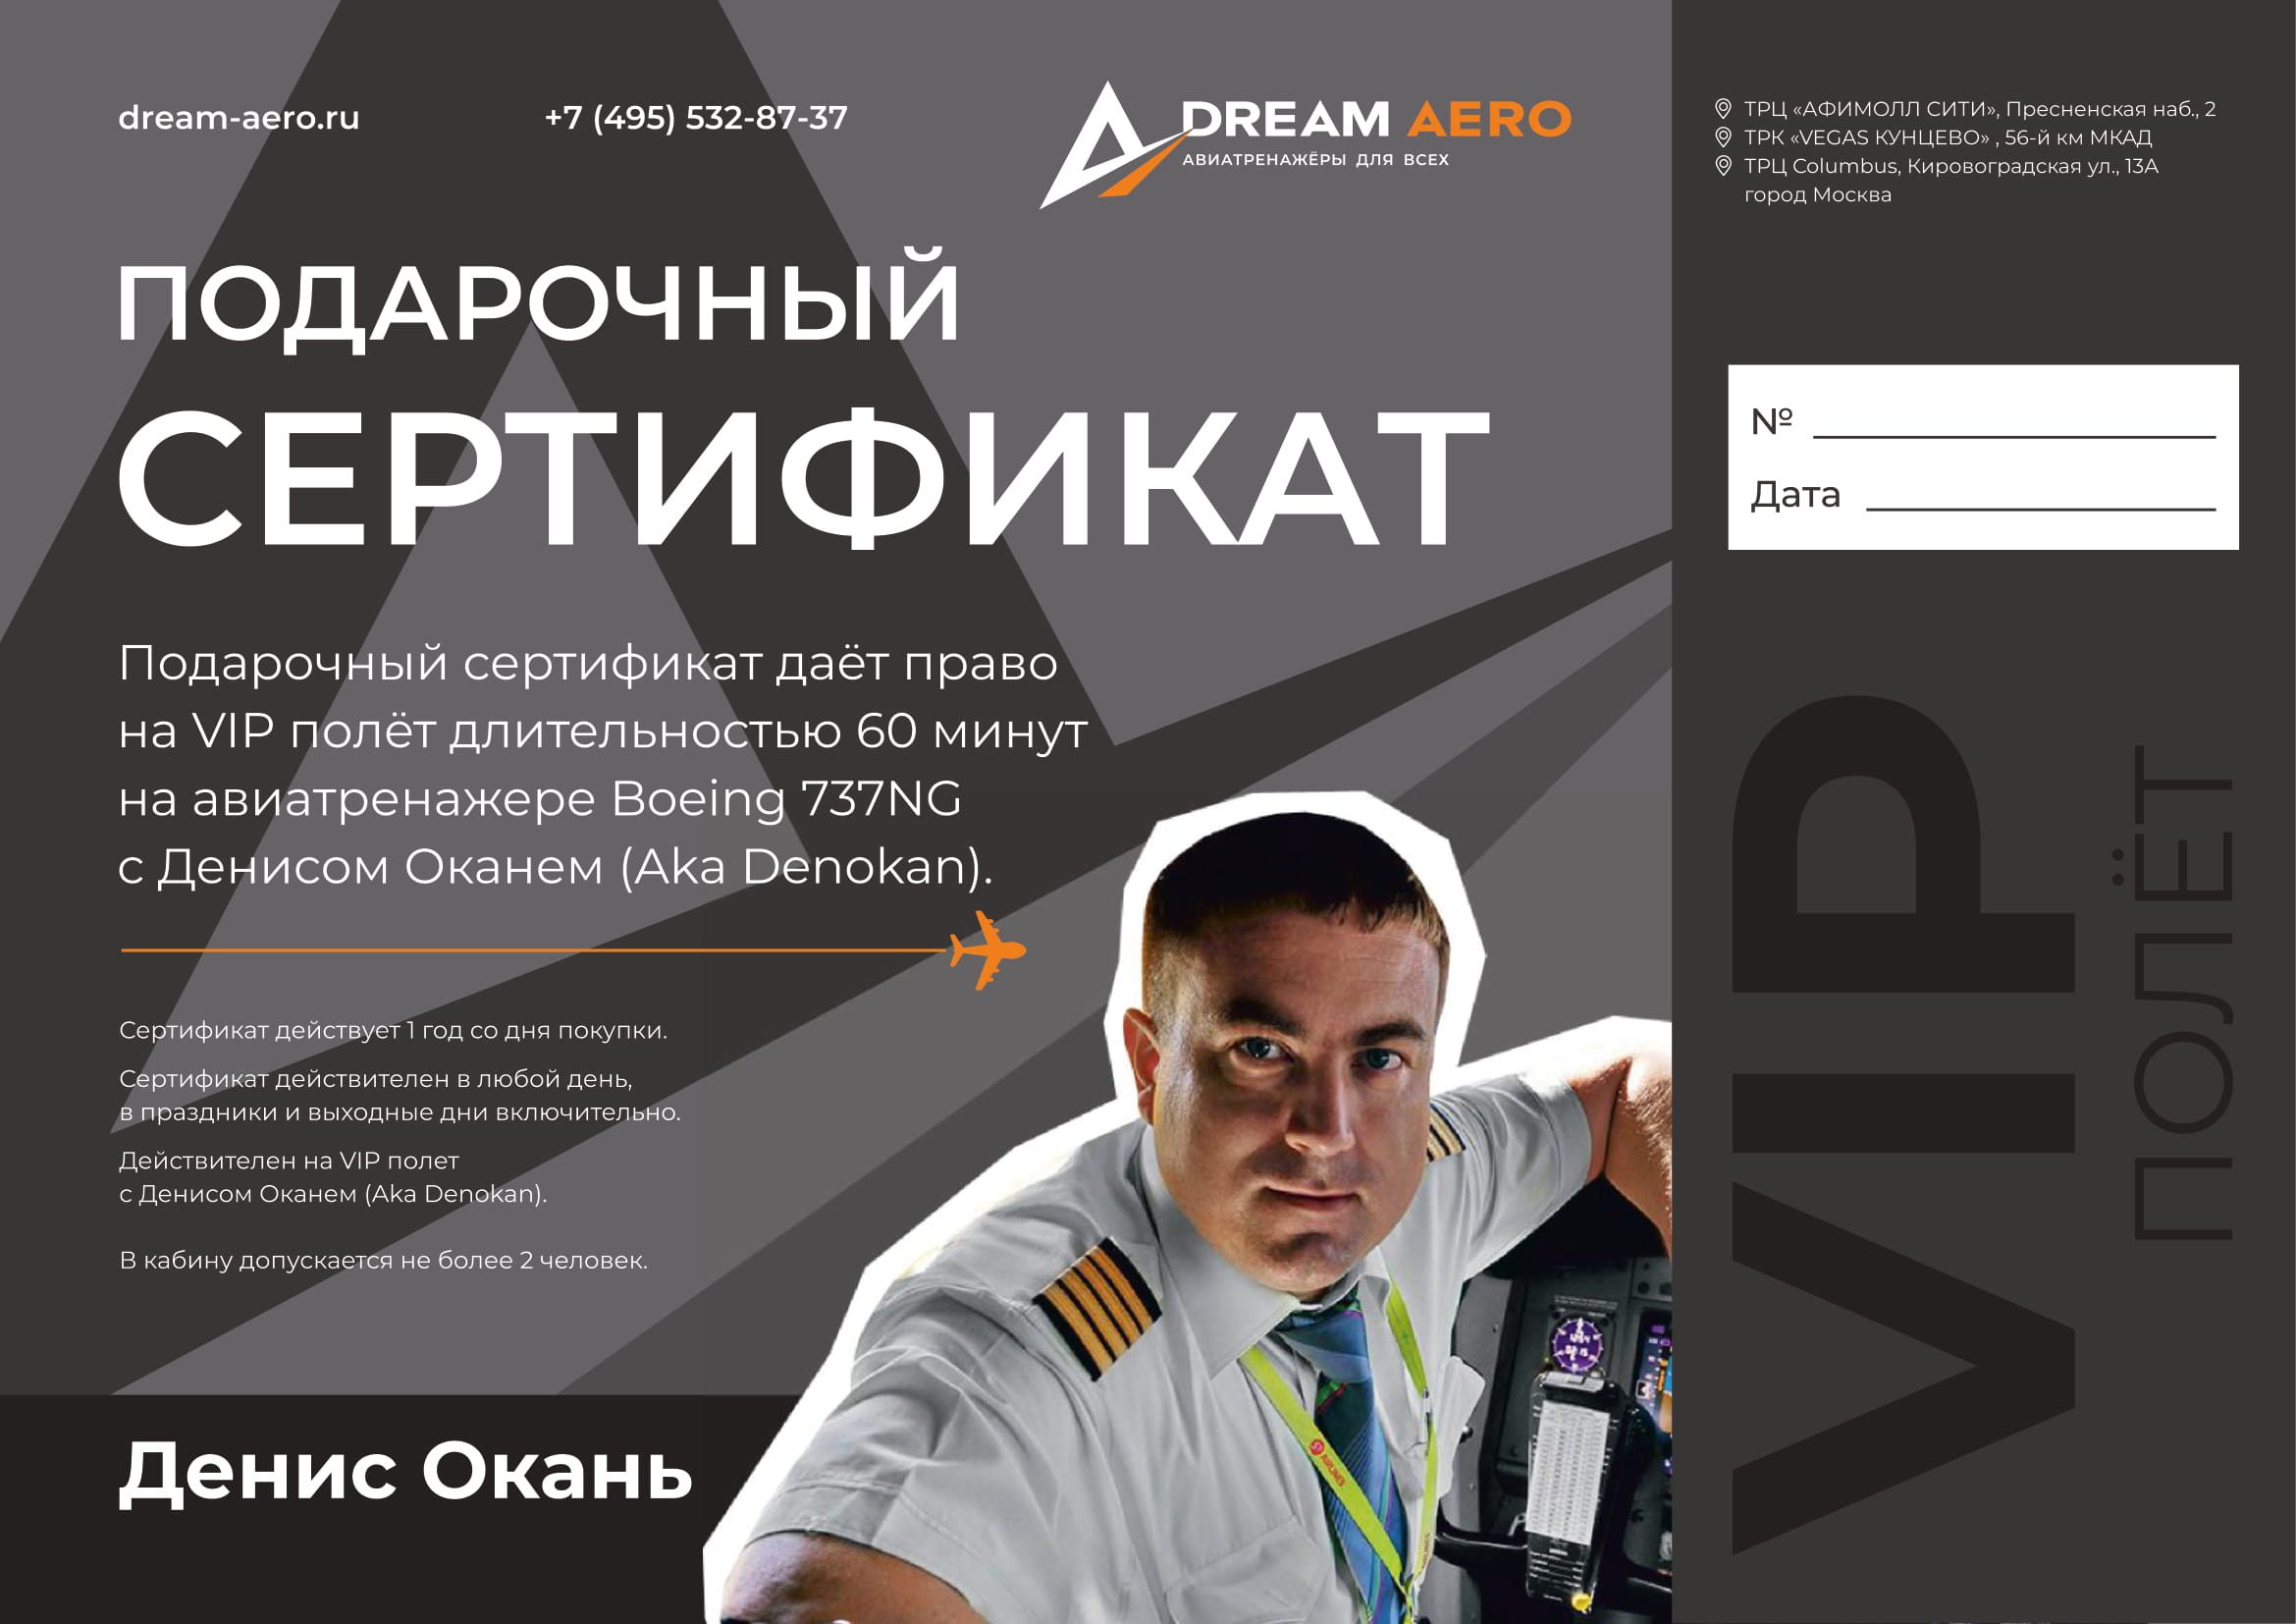 dream-aero.ru
+7 (495) 532-87-37
DREAM AERO
АВИАТРЕНАЖЁРЫ ДЛЯ ВСЕХ
ТРЦ «АФИМОЛЛ СИТИ», Пресненская наб., 2
ТРК «VEGAS КУНЦЕВО» , 56-й км МКАД
ТРЦ Columbus, Кировоградская ул., 13А
город Москва
ПОДАРОЧНЫЙ
СЕРТИФИКАТ
№
Дата
Подарочный сертификат даёт право
на VIP полёт длительностью 60 минут
на авиатренажере Boeing 737NG
с Денисом Оканем (Aka Denokan).
Сертификат действует 1 год со дня покупки.
Сертификат действителен в любой день,
в праздники и выходные дни включительно.
Действителен на VIP полет
с Денисом Оканем (Aka Denokan).
В кабину допускается не более 2 человек.
Денис Окань
VIP
ПОЛЁТ
AIRLINES